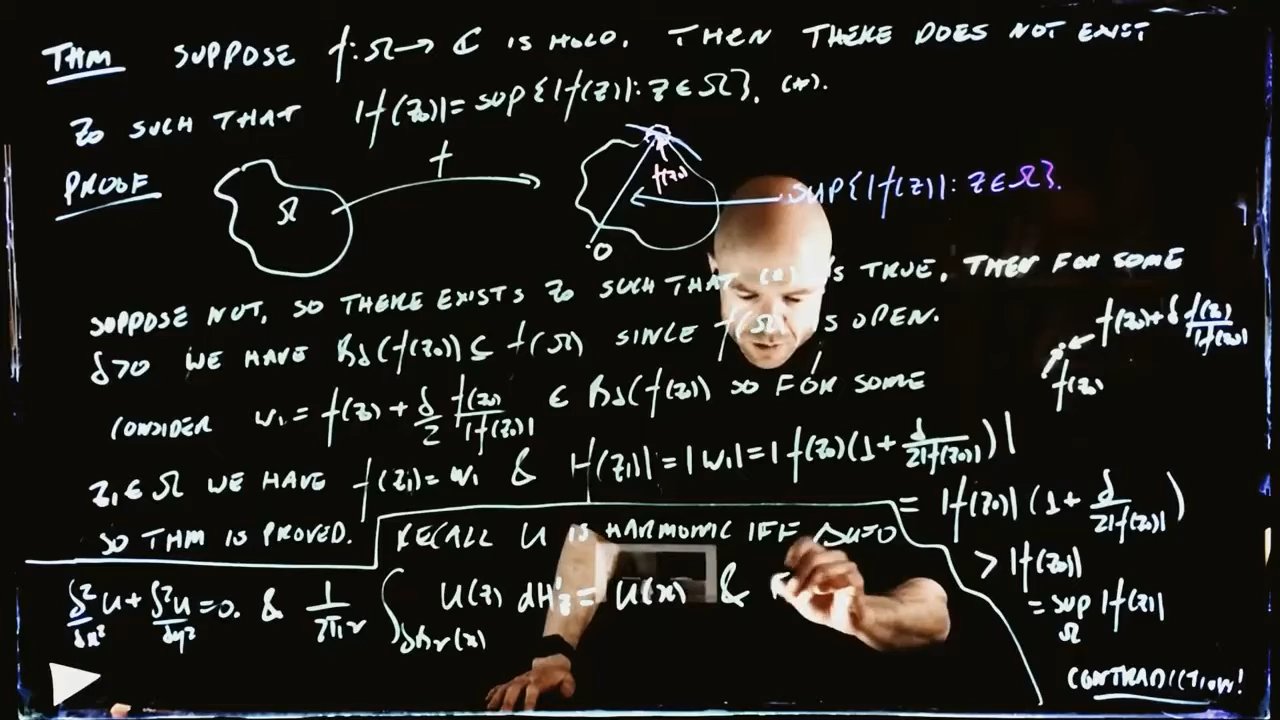 THM SUPPOSE f: Ω → ℂ IS HOLO. THEN THERE DOES NOT EXIST
z₀ SUCH THAT |f(z₀)| = SUP{|f(z)| : z ∈ Ω}. (*).
PROOF
Ω
f
f(z₀)
0
SUP{|f(z)| : z ∈ Ω}.
SUPPOSE NOT, SO THERE EXISTS z₀ SUCH THAT (*) IS TRUE. THEN FOR SOME
δ>0 WE HAVE B_δ(f(z₀)) ⊆ f(Ω) SINCE f(Ω) IS OPEN.
f(z₀) + δ f(z₀)/|f(z₀)|
f(z₀)
CONSIDER w₁ = f(z₀) + δ/2 f(z₀)/|f(z₀)| ∈ B_δ(f(z₀)) SO FOR SOME
z₁ ∈ Ω WE HAVE f(z₁) = w₁ & |f(z₁)| = |w₁| = |f(z₀)(1 + δ/2|f(z₀)|)|
= |f(z₀)| (1 + δ/2|f(z₀)|)
> |f(z₀)|
= sup_Ω |f(z)|
CONTRADICTION!
SO THM IS PROVED.
RECALL U IS HARMONIC IFF Δu=0
∂²u/∂x² + ∂²u/∂y² = 0. & 1/2πr ∫_∂B_r(x) U(z) dH¹_z = U(x) &